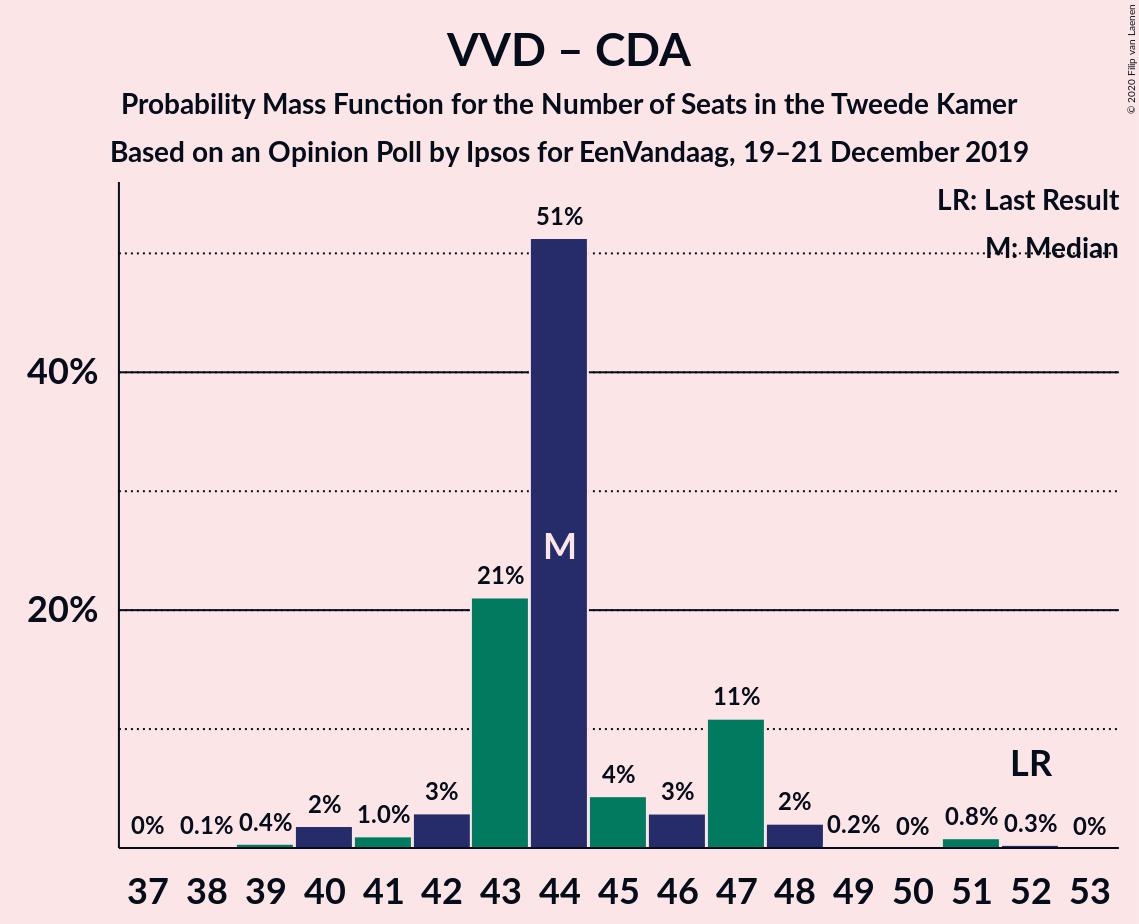 VVD – CDA
Probability Mass Function for the Number of Seats in the Tweede Kamer
Based on an Opinion Poll by Ipsos for EenVandaag, 19–21 December 2019
© 2020 Filip van Laenen
LR: Last Result
M: Median
51%
40%
M
21%
20%
11%
LR
0%
0.1%
0.4%
2%
1.0%
3%
4%
3%
2%
0.2%
0%
0.8%
0.3%
0%
37 38 39 40 41 42 43 44 45 46 47 48 49 50 51 52 53